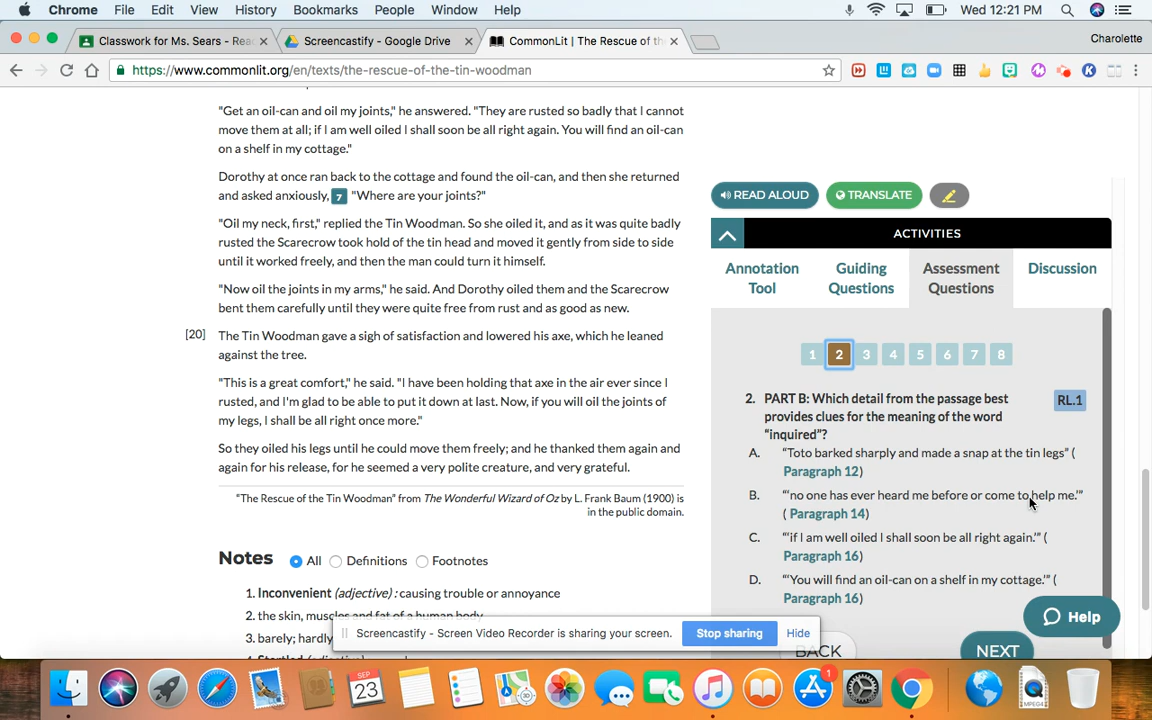 Chrome File Edit View History Bookmarks People Window Help Wed 12:21 PM
Classwork for Ms. Sears - Rea × Screencastify - Google Drive × CommonLit | The Rescue of th × Charolette
https://www.commonlit.org/en/texts/the-rescue-of-the-tin-woodman
"Get an oil-can and oil my joints," he answered. "They are rusted so badly that I cannot
move them at all; if I am well oiled I shall soon be all right again. You will find an oil-can
on a shelf in my cottage."
Dorothy at once ran back to the cottage and found the oil-can, and then she returned
and asked anxiously, 7 "Where are your joints?"
"Oil my neck, first," replied the Tin Woodman. So she oiled it, and as it was quite badly
rusted the Scarecrow took hold of the tin head and moved it gently from side to side
until it worked freely, and then the man could turn it himself.
"Now oil the joints in my arms," he said. And Dorothy oiled them and the Scarecrow
bent them carefully until they were quite free from rust and as good as new.
[20] The Tin Woodman gave a sigh of satisfaction and lowered his axe, which he leaned
against the tree.
"This is a great comfort," he said. "I have been holding that axe in the air ever since I
rusted, and I'm glad to be able to put it down at last. Now, if you will oil the joints of
my legs, I shall be all right once more."
So they oiled his legs until he could move them freely; and he thanked them again and
again for his release, for he seemed a very polite creature, and very grateful.
"The Rescue of the Tin Woodman" from The Wonderful Wizard of Oz by L. Frank Baum (1900) is
in the public domain.
Notes All Definitions Footnotes
1. Inconvenient (adjective) : causing trouble or annoyance
2. the skin, muscles and fat of a human body
3. barely; hardly
READ ALOUD TRANSLATE
ACTIVITIES
Annotation Tool
Guiding Questions
Assessment Questions
Discussion
1 2 3 4 5 6 7 8
2. PART B: Which detail from the passage best RL.1
provides clues for the meaning of the word
“inquired”?
A. “Toto barked sharply and made a snap at the tin legs” (
Paragraph 12)
B. “‘no one has ever heard me before or come to help me.’”
( Paragraph 14)
C. “‘if I am well oiled I shall soon be all right again.’” (
Paragraph 16)
D. “‘You will find an oil-can on a shelf in my cottage.’” (
Paragraph 16)
Help
BACK NEXT
Screencastify - Screen Video Recorder is sharing your screen. Stop sharing Hide
SEP
23
1